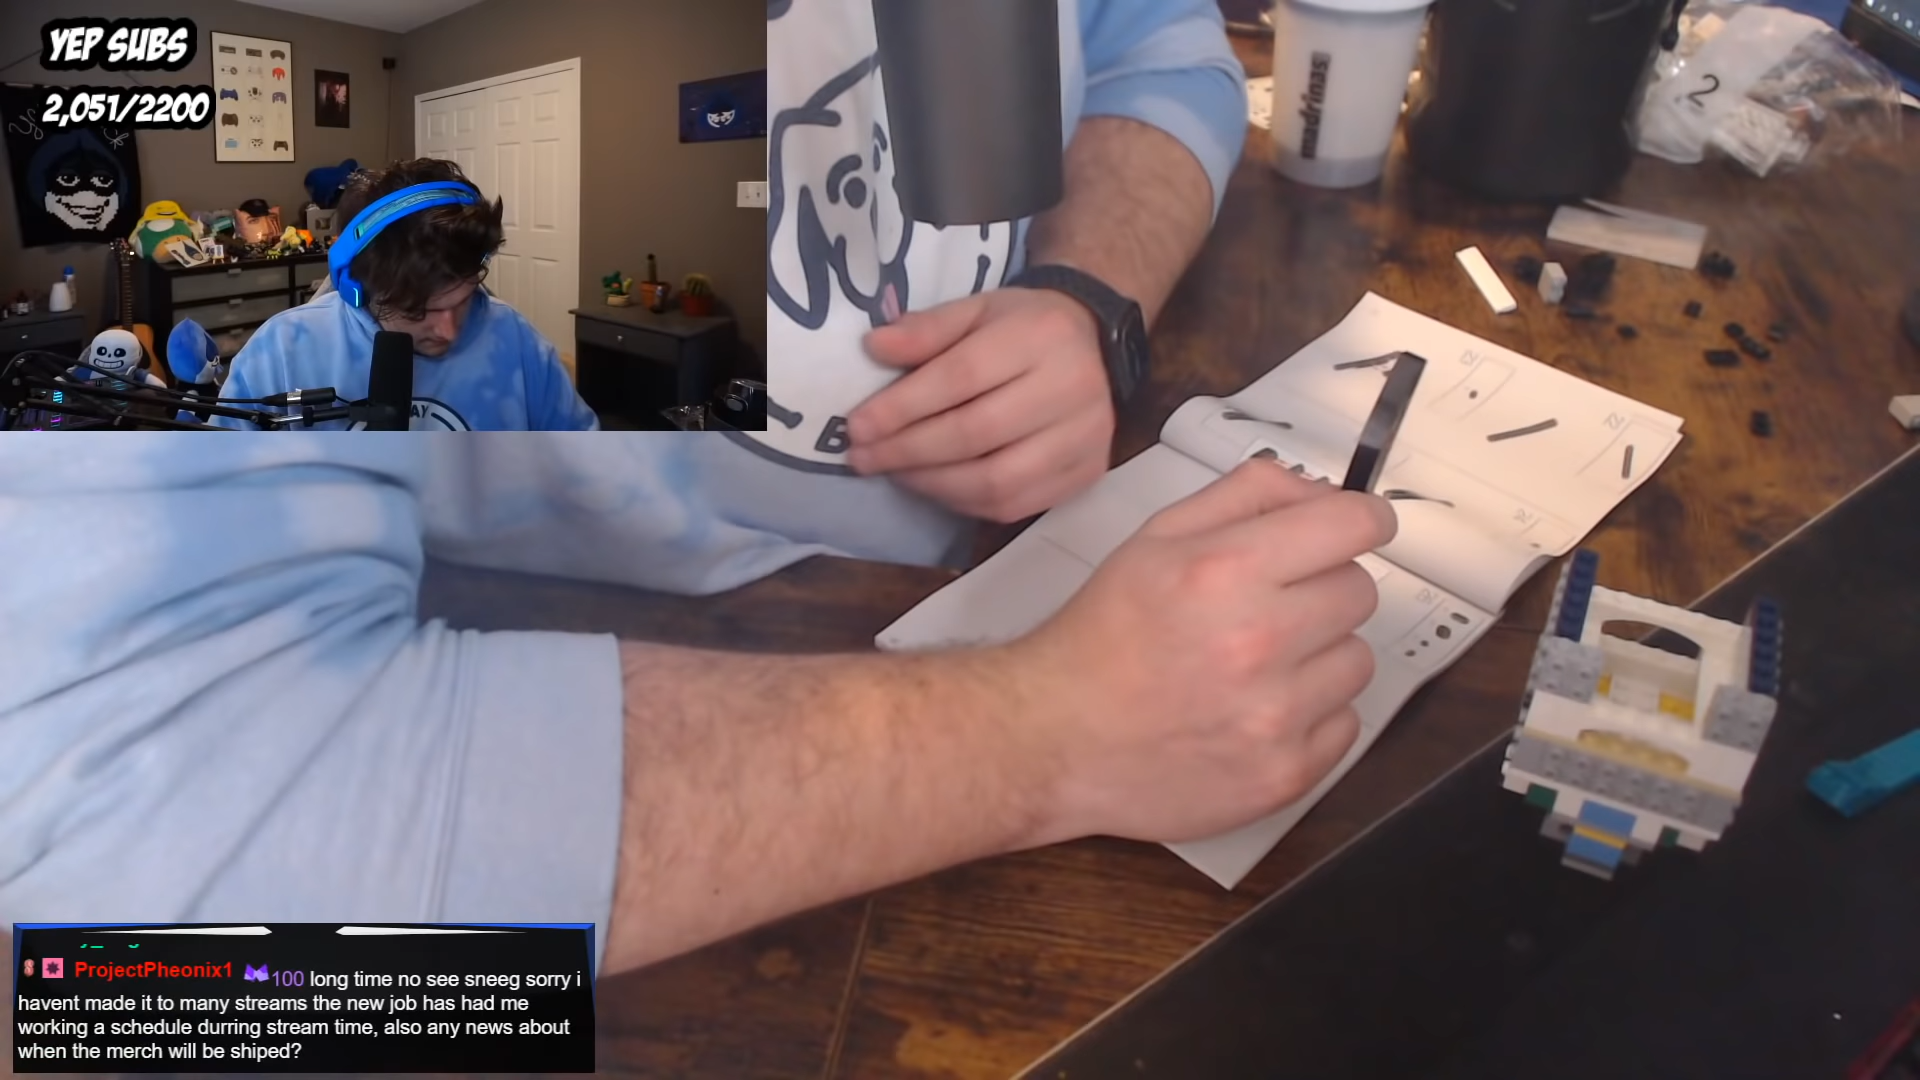 YEP SUBS
2,051/2200
madrinas
2
AY
B
ProjectPheonix1 100 long time no see sneeg sorry i
havent made it to many streams the new job has had me
working a schedule durring stream time, also any news about
when the merch will be shiped?